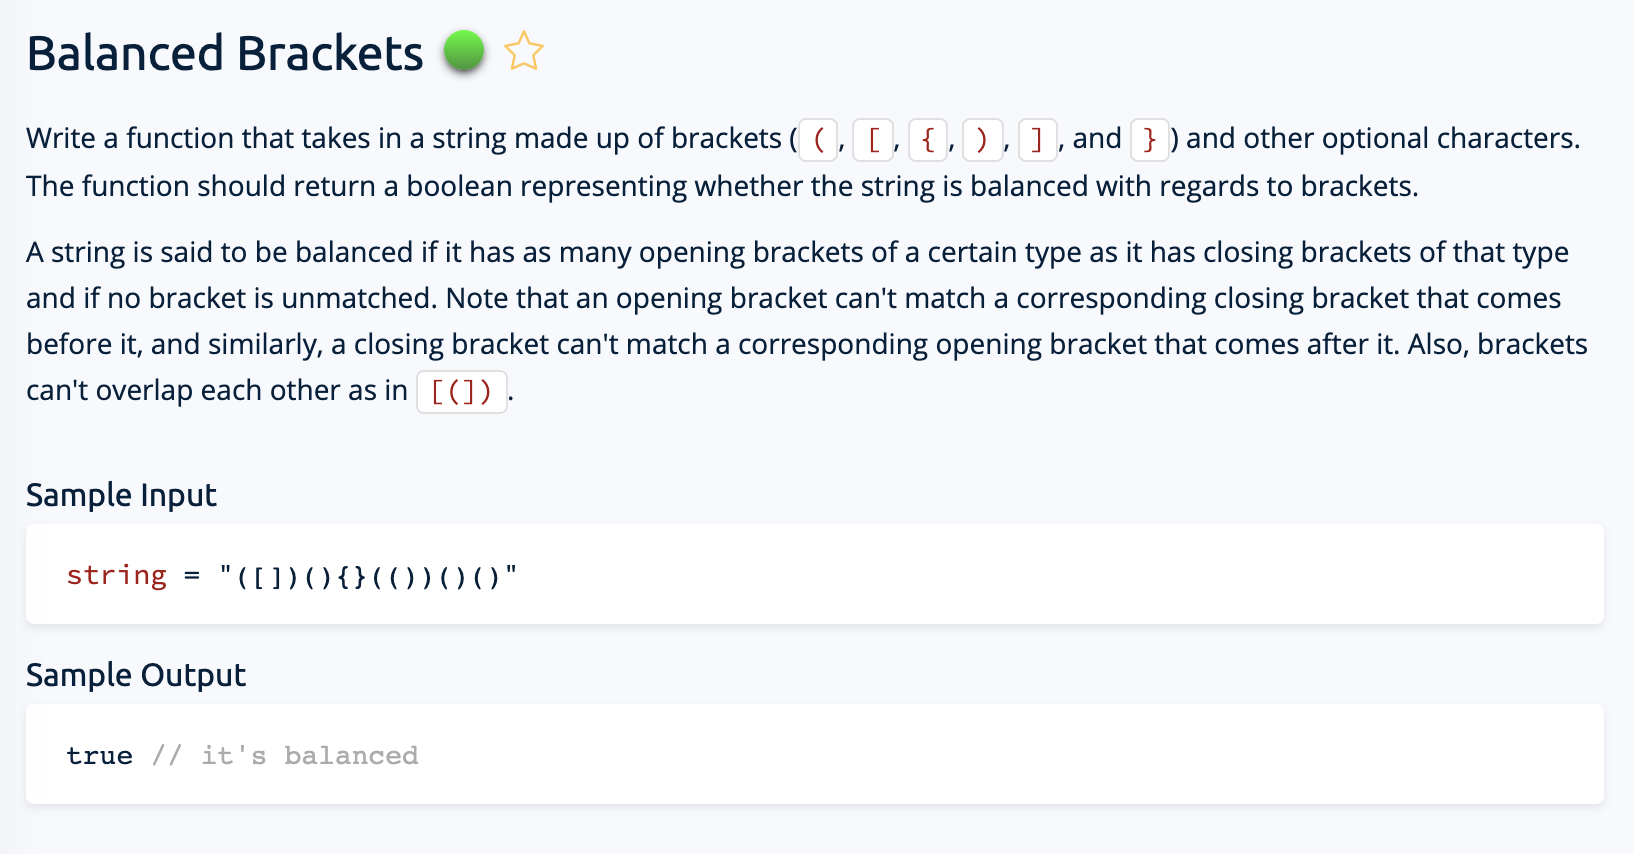 Balanced Brackets
Write a function that takes in a string made up of brackets ( ( , [ , { , ) , ] , and } ) and other optional characters.
The function should return a boolean representing whether the string is balanced with regards to brackets.
A string is said to be balanced if it has as many opening brackets of a certain type as it has closing brackets of that type
and if no bracket is unmatched. Note that an opening bracket can't match a corresponding closing bracket that comes
before it, and similarly, a closing bracket can't match a corresponding opening bracket that comes after it. Also, brackets
can't overlap each other as in [(]) .
Sample Input
string = "([])(){}(())()()"
Sample Output
true // it's balanced